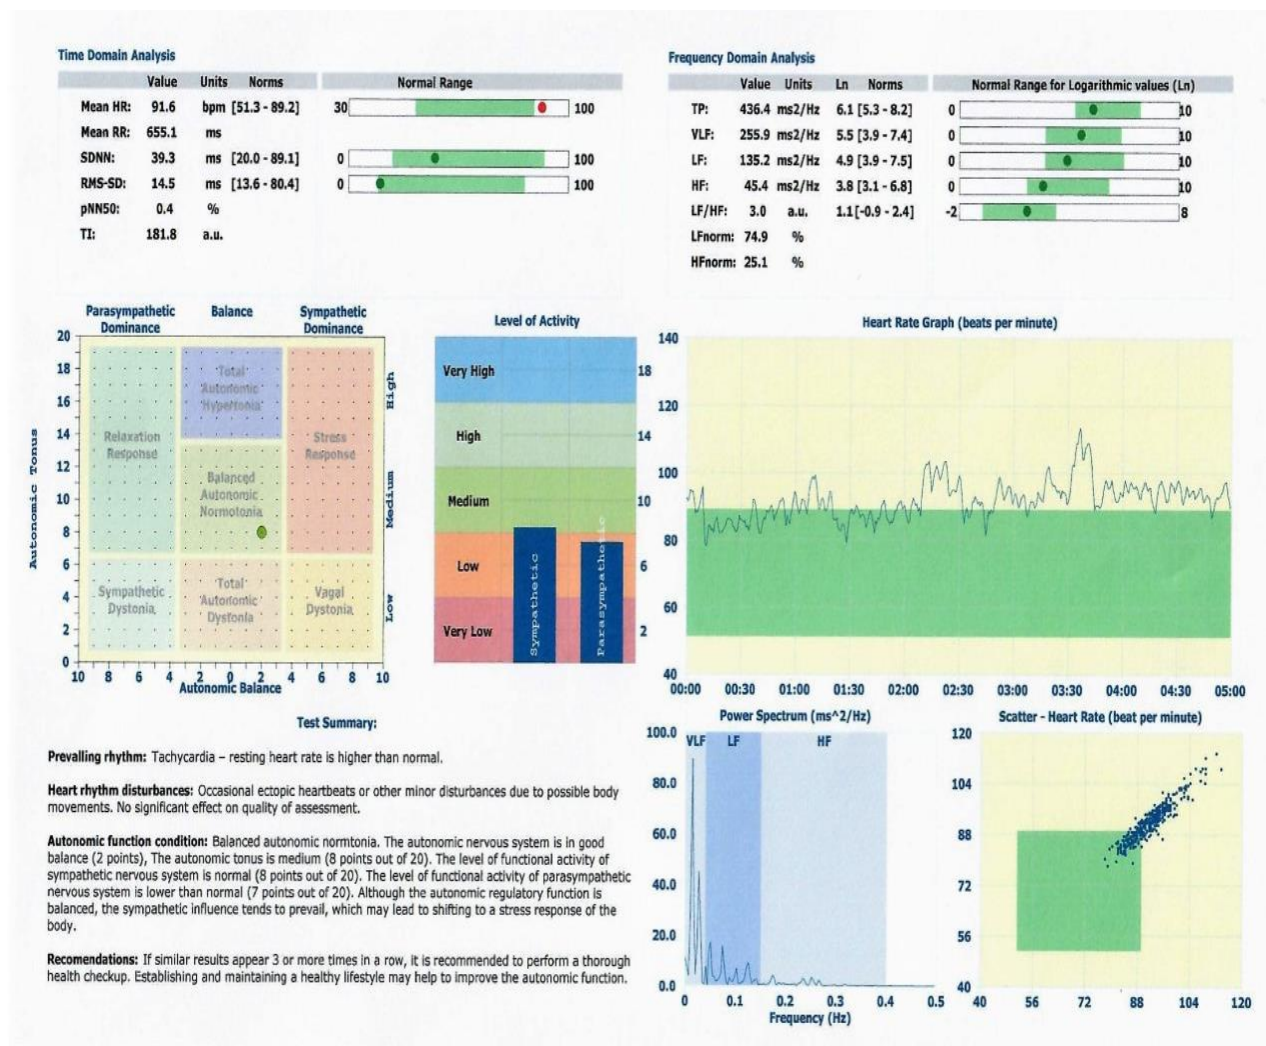 Time Domain Analysis
Value Units Norms Normal Range
Mean HR: 91.6 bpm [51.3 - 89.2] 30 100
Mean RR: 655.1 ms
SDNN: 39.3 ms [20.0 - 89.1] 0 100
RMS-SD: 14.5 ms [13.6 - 80.4] 0 100
pNN50: 0.4 %
TI: 181.8 a.u.
Frequency Domain Analysis
Value Units Ln Norms Normal Range for Logarithmic values (Ln)
TP: 436.4 ms2/Hz 6.1 [5.3 - 8.2] 0 10
VLF: 255.9 ms2/Hz 5.5 [3.9 - 7.4] 0 10
LF: 135.2 ms2/Hz 4.9 [3.9 - 7.5] 0 10
HF: 45.4 ms2/Hz 3.8 [3.1 - 6.8] 0 10
LF/HF: 3.0 a.u. 1.1[-0.9 - 2.4] -2 8
LFnorm: 74.9 %
HFnorm: 25.1 %
Parasympathetic Dominance
Balance
Sympathetic Dominance
Autonomic Tonus
20
18
16
14
12
10
8
6
4
2
0
Total Autonomic Hypertonia
Relaxation Response
Stress Response
Balanced Autonomic Normotonia
Sympathetic Dystonia
Total Autonomic Dystonia
Vagal Dystonia
High
Medium
Low
10 8 6 4 2 0 2 4 6 8 10
Autonomic Balance
Level of Activity
Very High 18
High 14
Medium 10
Low 6
Very Low 2
Sympathetic
Parasympathetic
Heart Rate Graph (beats per minute)
140
120
100
80
60
40
00:00 00:30 01:00 01:30 02:00 02:30 03:00 03:30 04:00 04:30 05:00
Test Summary:
Prevalling rhythm: Tachycardia – resting heart rate is higher than normal.
Heart rhythm disturbances: Occasional ectopic heartbeats or other minor disturbances due to possible body
movements. No significant effect on quality of assessment.
Autonomic function condition: Balanced autonomic normtonia. The autonomic nervous system is in good
balance (2 points), The autonomic tonus is medium (8 points out of 20). The level of functional activity of
sympathetic nervous system is normal (8 points out of 20). The level of functional activity of parasympathetic
nervous system is lower than normal (7 points out of 20). Although the autonomic regulatory function is
balanced, the sympathetic influence tends to prevail, which may lead to shifting to a stress response of the
body.
Recomendations: If similar results appear 3 or more times in a row, it is recommended to perform a thorough
health checkup. Establishing and maintaining a healthy lifestyle may help to improve the autonomic function.
Power Spectrum (ms^2/Hz)
VLF LF HF
100.0
80.0
60.0
40.0
20.0
0.0
0 0.1 0.2 0.3 0.4 0.5
Frequency (Hz)
Scatter - Heart Rate (beat per minute)
120
104
88
72
56
40
40 56 72 88 104 120